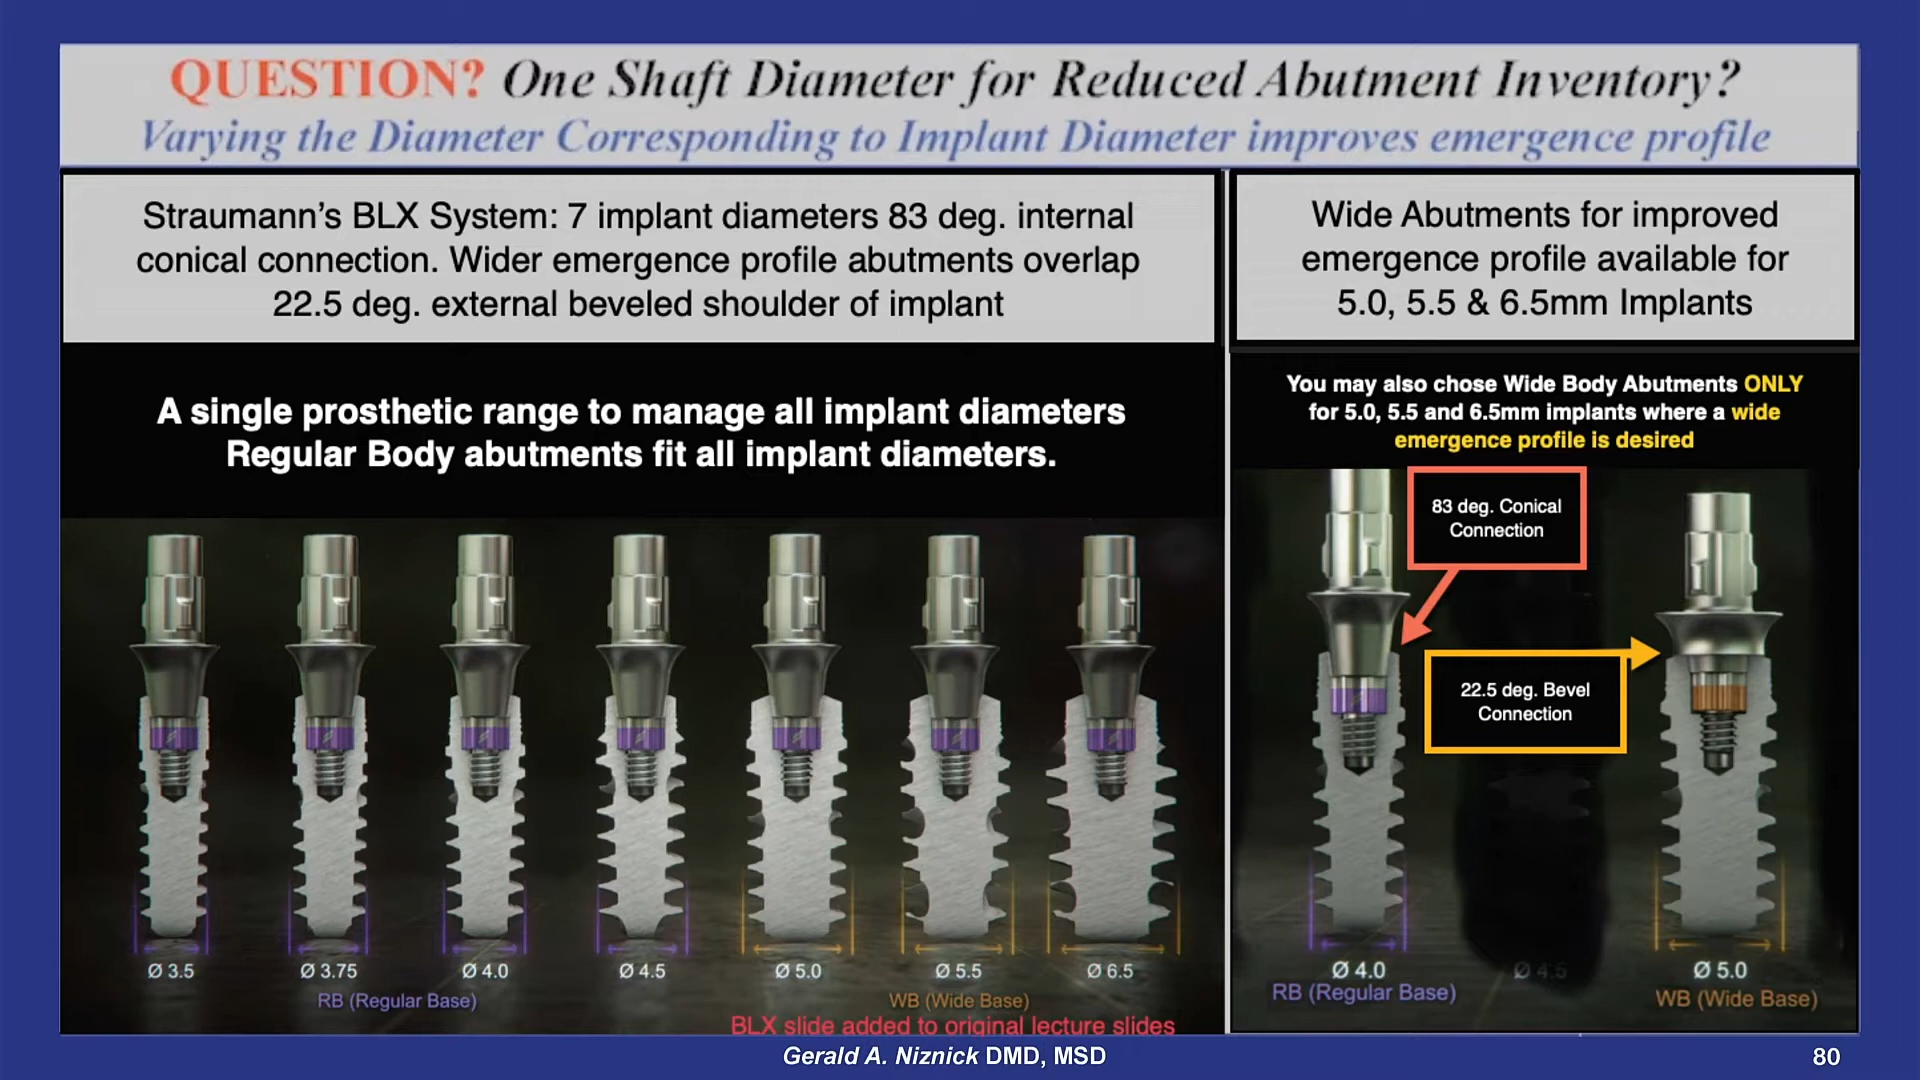 QUESTION? One Shaft Diameter for Reduced Abutment Inventory?
Varying the Diameter Corresponding to Implant Diameter improves emergence profile
Straumann's BLX System: 7 implant diameters 83 deg. internal
conical connection. Wider emergence profile abutments overlap
22.5 deg. external beveled shoulder of implant
A single prosthetic range to manage all implant diameters
Regular Body abutments fit all implant diameters.
Ø 3.5
Ø 3.75
Ø 4.0
Ø 4.5
Ø 5.0
Ø 5.5
Ø 6.5
RB (Regular Base)
WB (Wide Base)
BLX slide added to original lecture slides
Wide Abutments for improved
emergence profile available for
5.0, 5.5 & 6.5mm Implants
You may also chose Wide Body Abutments ONLY
for 5.0, 5.5 and 6.5mm implants where a wide
emergence profile is desired
83 deg. Conical
Connection
22.5 deg. Bevel
Connection
Ø 4.0
Ø 4.5
Ø 5.0
RB (Regular Base)
WB (Wide Base)
Gerald A. Niznick DMD, MSD
80